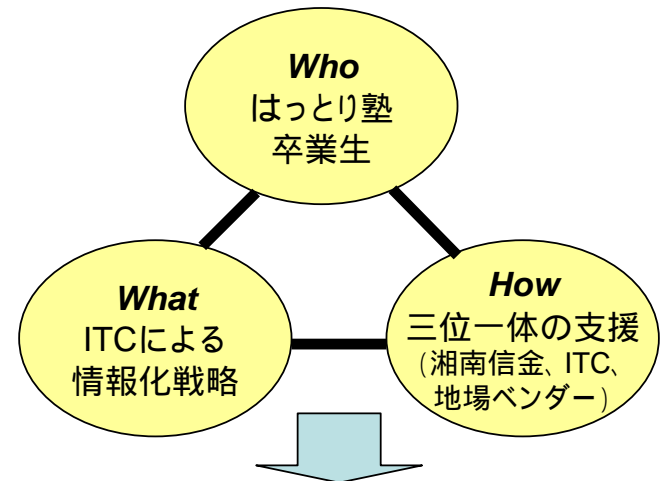 Who
はっとり塾
卒業生
What
ITCによる
情報化戦略
How
三位一体の支援
(湘南信金、ITC、
地場ベンダー)